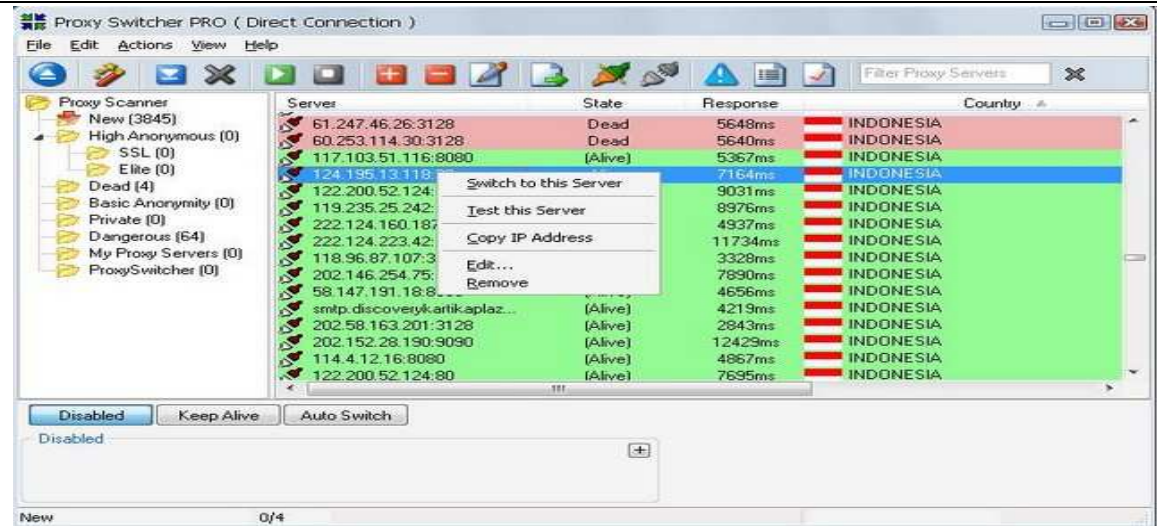 Proxy Switcher PRO ( Direct Connection )
File Edit Actions View Help
Filter Proxy Servers
Proxy Scanner
New (3845)
High Anonymous (0)
SSL (0)
Elite (0)
Dead (4)
Basic Anonymity (0)
Private (0)
Dangerous (64)
My Proxy Servers (0)
ProxySwitcher (0)
Server State Response Country
61.247.46.26:3128 Dead 5648ms INDONESIA
60.253.114.30:3128 Dead 5640ms INDONESIA
117.103.51.116:8080 (Alive) 5367ms INDONESIA
124.195.13.118: 7164ms INDONESIA
122.200.52.124: 9031ms INDONESIA
119.235.25.242: 8976ms INDONESIA
222.124.160.187 4937ms INDONESIA
222.124.223.42: 11734ms INDONESIA
118.96.87.107:3 3328ms INDONESIA
202.146.254.75: 7890ms INDONESIA
58.147.191.18:8 4656ms INDONESIA
smtp.discoverykartikaplaz... (Alive) 4219ms INDONESIA
202.58.163.201:3128 (Alive) 2843ms INDONESIA
202.152.28.190:9090 (Alive) 12429ms INDONESIA
114.4.12.16:8080 (Alive) 4867ms INDONESIA
122.200.52.124:80 (Alive) 7695ms INDONESIA
Switch to this Server
Test this Server
Copy IP Address
Edit...
Remove
Disabled Keep Alive Auto Switch
Disabled
New 0/4